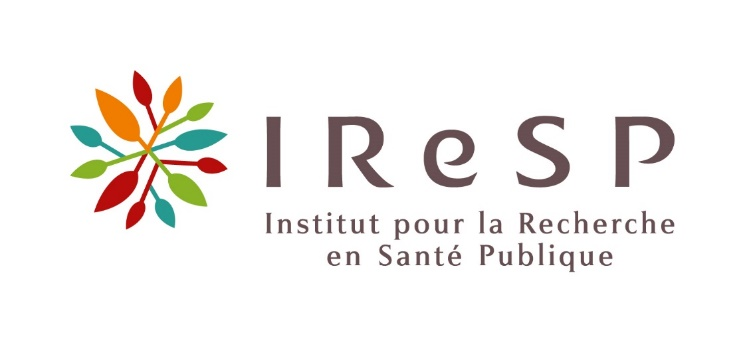 IReSP
Institut pour la Recherche
en Santé Publique